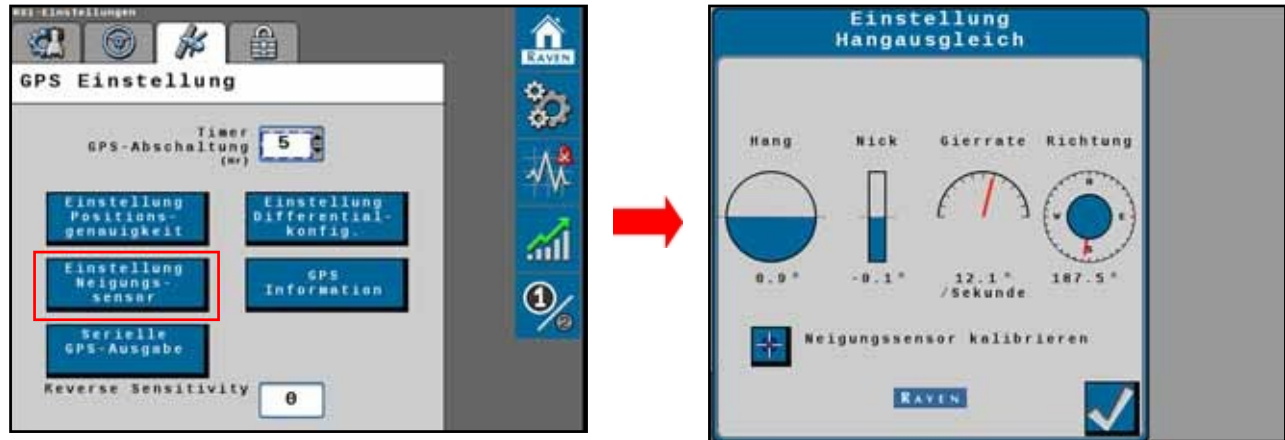 RS1-Einstellungen
RAVEN
GPS Einstellung
Timer
GPS-Abschaltung
(Hr)
5
Einstellung
Positions-
genauigkeit
Einstellung
Differential-
konfig.
Einstellung
Neigungs-
sensor
GPS
Information
Serielle
GPS-Ausgabe
Reverse Sensitivity
0
1/2
Einstellung
Hangausgleich
Hang Nick Gierrate Richtung
N
W E
S
0.9° -0.1° 12.1° 187.5°
/Sekunde
Neigungssensor kalibrieren
RAVEN